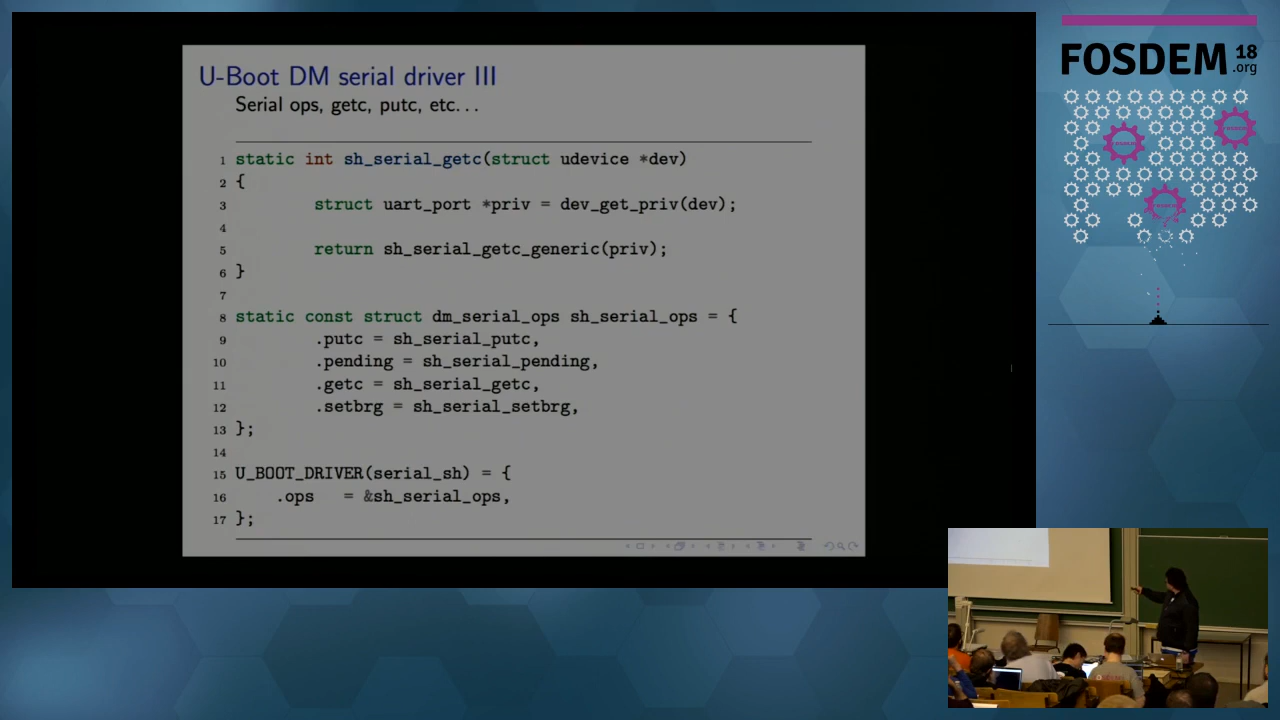 U-Boot DM serial driver III
Serial ops, getc, putc, etc...
1 static int sh_serial_getc(struct udevice *dev)
2 {
3 struct uart_port *priv = dev_get_priv(dev);
4
5 return sh_serial_getc_generic(priv);
6 }
7
8 static const struct dm_serial_ops sh_serial_ops = {
9 .putc = sh_serial_putc,
10 .pending = sh_serial_pending,
11 .getc = sh_serial_getc,
12 .setbrg = sh_serial_setbrg,
13 };
14
15 U_BOOT_DRIVER(serial_sh) = {
16 .ops = &sh_serial_ops,
17 };
FOSDEM 18
.org